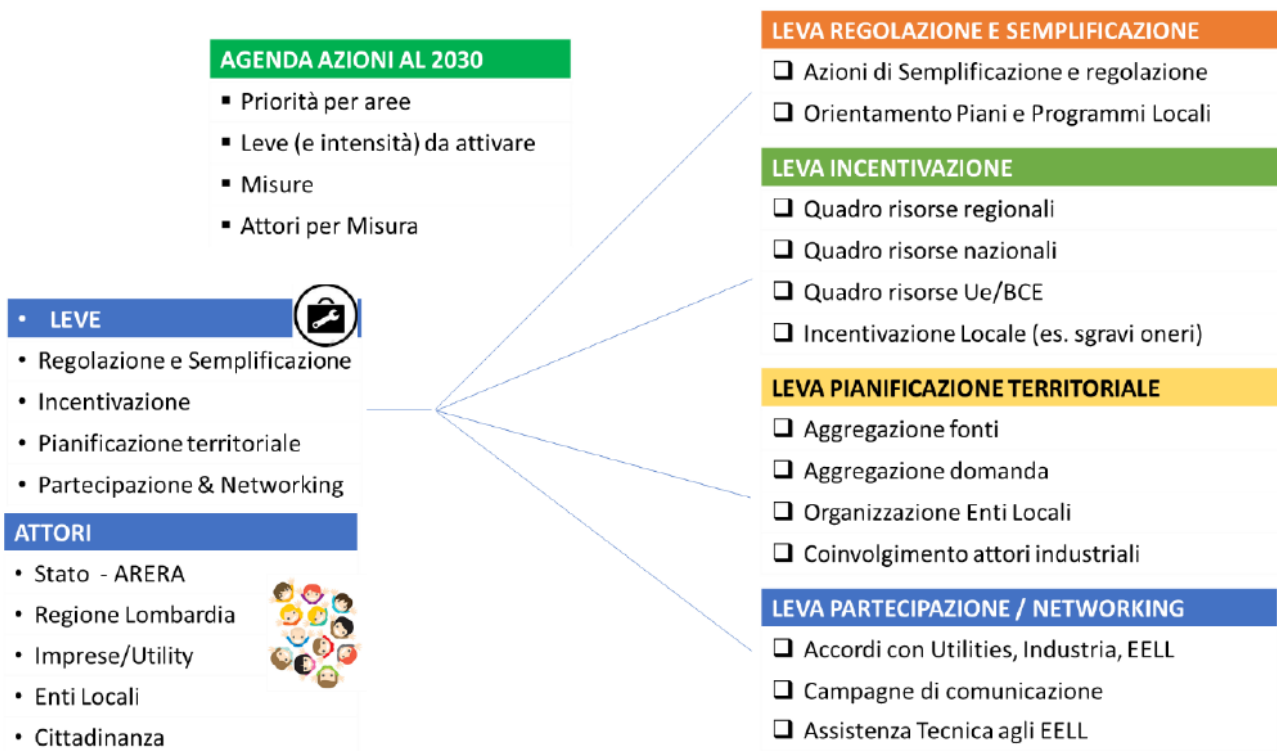 AGENDA AZIONI AL 2030
▪ Priorità per aree
▪ Leve (e intensità) da attivare
▪ Misure
▪ Attori per Misura
• LEVE
• Regolazione e Semplificazione
• Incentivazione
• Pianificazione territoriale
• Partecipazione & Networking
ATTORI
• Stato - ARERA
• Regione Lombardia
• Imprese/Utility
• Enti Locali
• Cittadinanza
LEVA REGOLAZIONE E SEMPLIFICAZIONE
❑ Azioni di Semplificazione e regolazione
❑ Orientamento Piani e Programmi Locali
LEVA INCENTIVAZIONE
❑ Quadro risorse regionali
❑ Quadro risorse nazionali
❑ Quadro risorse Ue/BCE
❑ Incentivazione Locale (es. sgravi oneri)
LEVA PIANIFICAZIONE TERRITORIALE
❑ Aggregazione fonti
❑ Aggregazione domanda
❑ Organizzazione Enti Locali
❑ Coinvolgimento attori industriali
LEVA PARTECIPAZIONE / NETWORKING
❑ Accordi con Utilities, Industria, EELL
❑ Campagne di comunicazione
❑ Assistenza Tecnica agli EELL